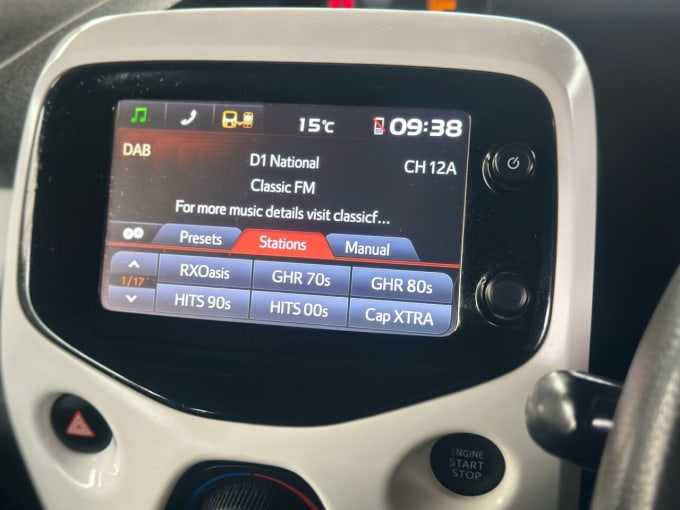 15°C 09:38
DAB D1 National CH 12A
Classic FM
For more music details visit classicf...
Presets Stations Manual
RXOasis GHR 70s GHR 80s
1/17
HITS 90s HITS 00s Cap XTRA
ENGINE
START
STOP